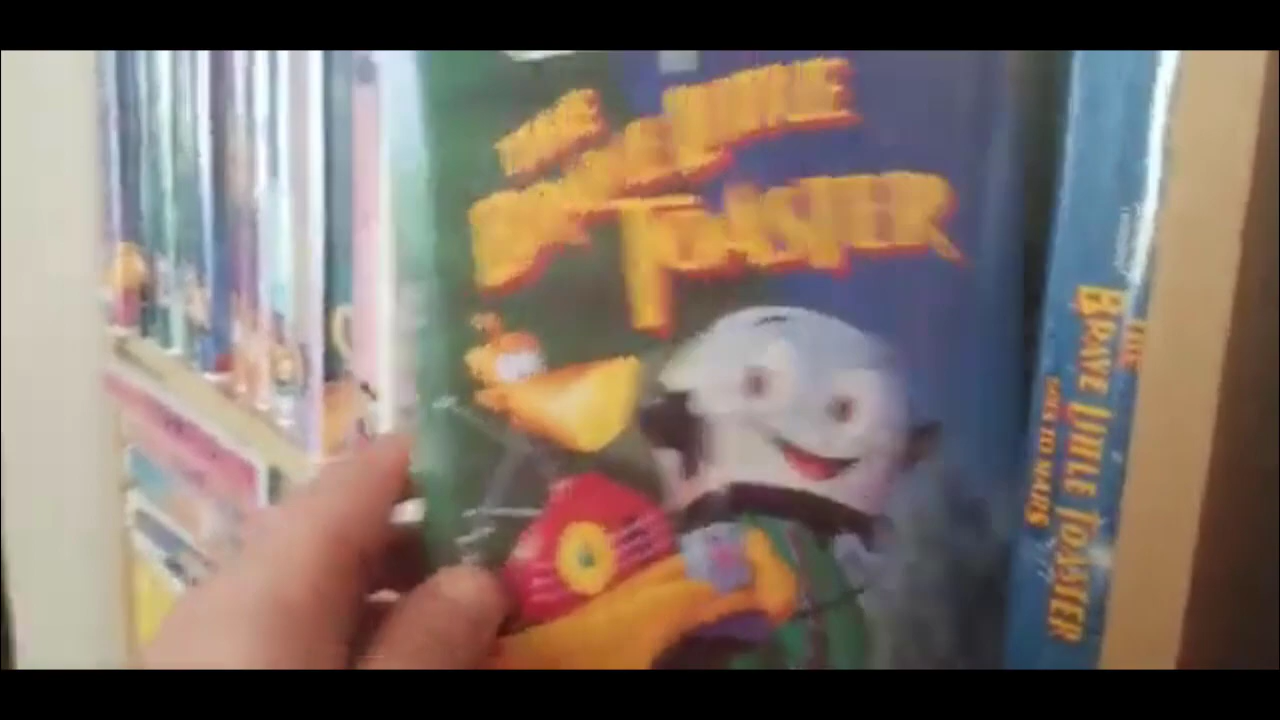 THE
BRAVE LITTLE
TOASTER
THE
BRAVE LITTLE TOASTER
GOES TO MARS